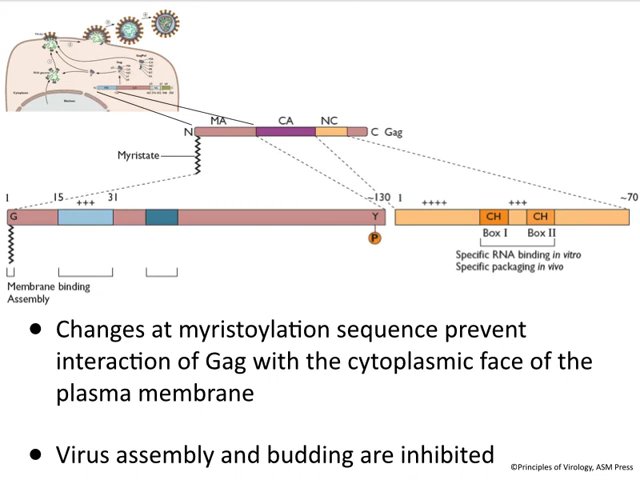 MA CA NC
N C Gag
Myristate
1 15 +++ 31 ~130 1 ++++ +++ ~70
G Y CH CH
P Box I Box II
Specific RNA binding in vitro
Specific packaging in vivo
Membrane binding
Assembly
• Changes at myristoylation sequence prevent
interaction of Gag with the cytoplasmic face of the
plasma membrane
• Virus assembly and budding are inhibited
©Principles of Virology, ASM Press